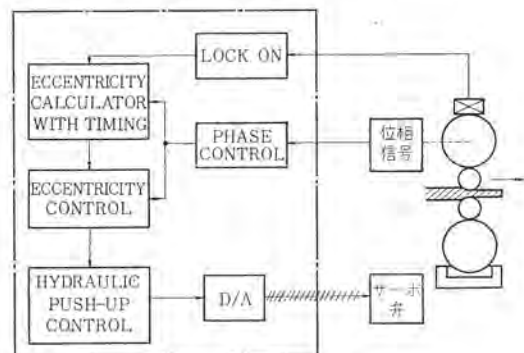 LOCK ON
ECCENTRICITY
CALCULATOR
WITH TIMING
PHASE
CONTROL
位相
信号
ECCENTRICITY
CONTROL
HYDRAULIC
PUSH-UP
CONTROL
D/A
サーボ
弁